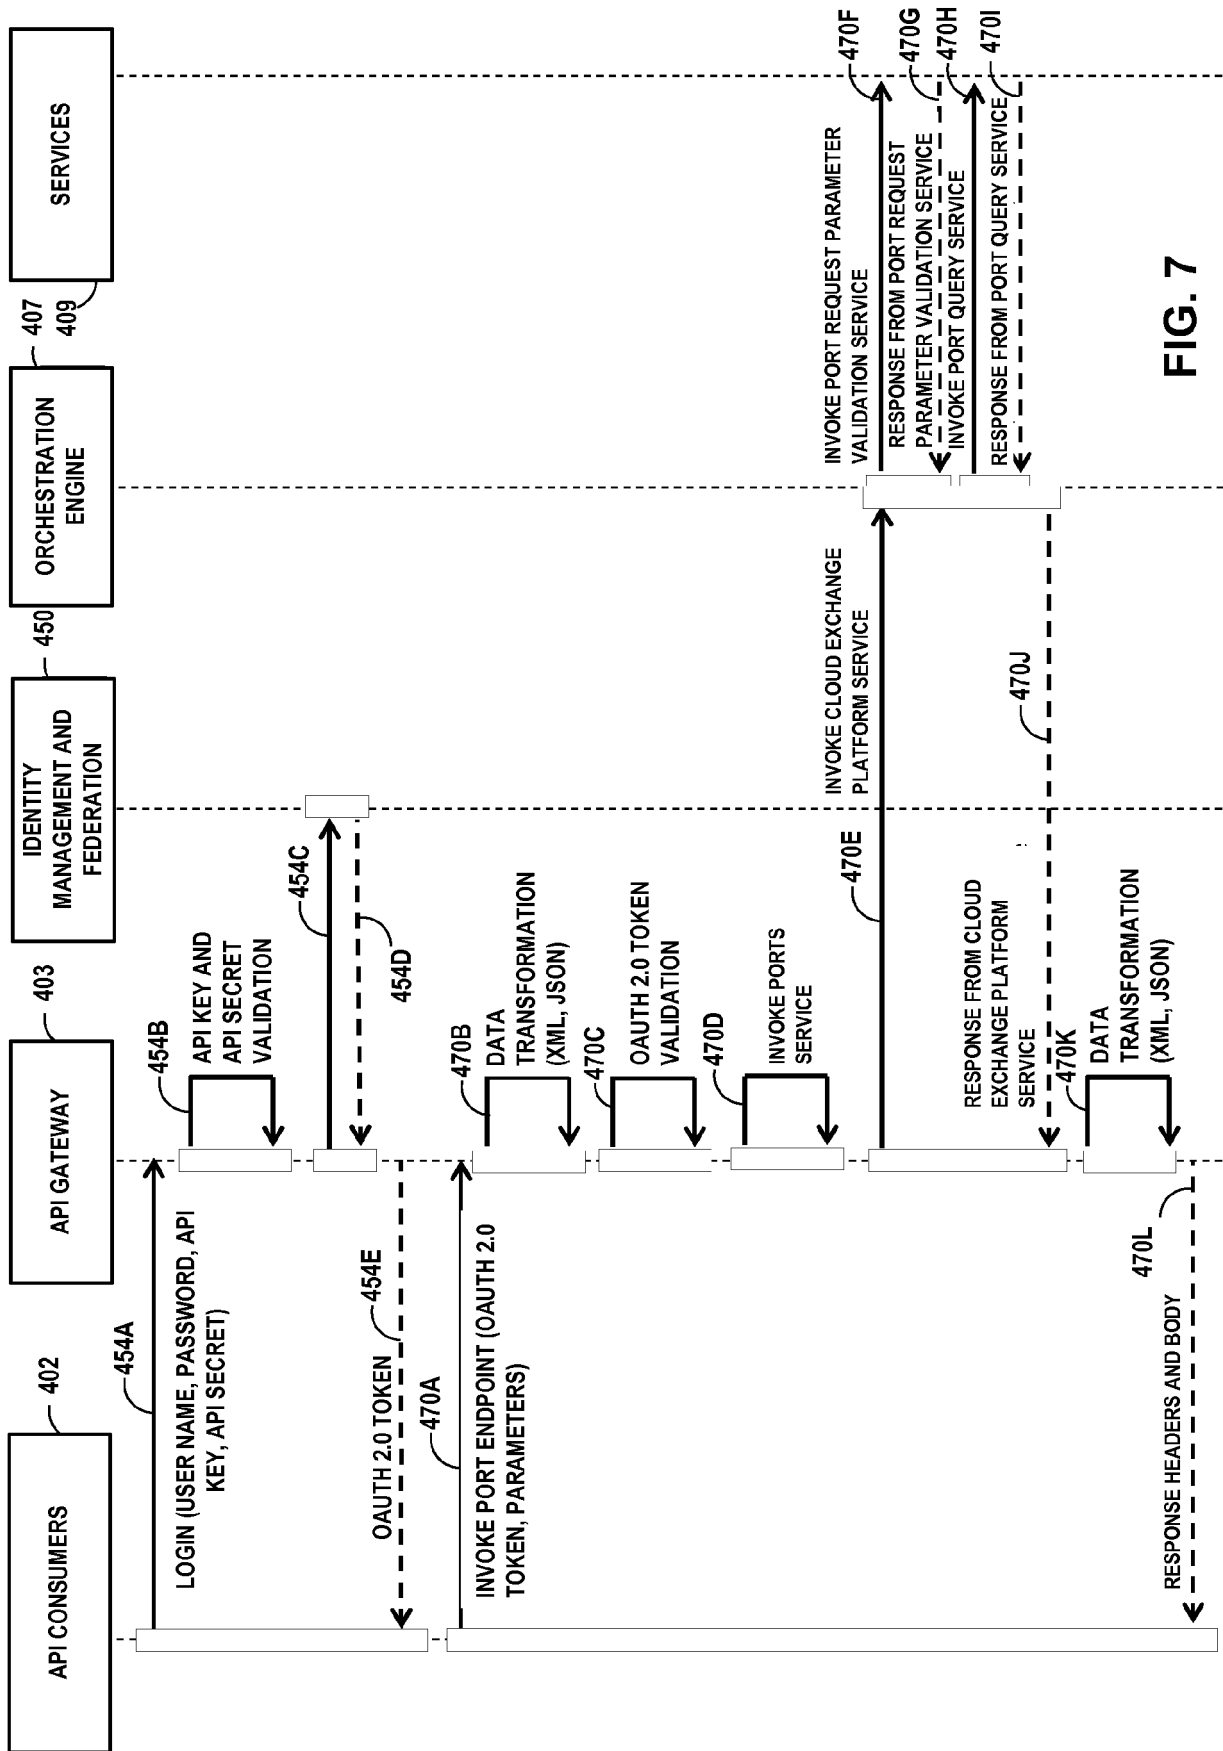 API CONSUMERS
402
API GATEWAY
403
IDENTITY
MANAGEMENT AND
FEDERATION
450
ORCHESTRATION
ENGINE
407
409
SERVICES
454A
LOGIN (USER NAME, PASSWORD, API
KEY, API SECRET)
454B
API KEY AND
API SECRET
VALIDATION
454C
454D
454E
OAUTH 2.0 TOKEN
470A
INVOKE PORT ENDPOINT (OAUTH 2.0
TOKEN, PARAMETERS)
470B
DATA
TRANSFORMATION
(XML, JSON)
470C
OAUTH 2.0 TOKEN
VALIDATION
470D
INVOKE PORTS
SERVICE
470E
INVOKE CLOUD EXCHANGE
PLATFORM SERVICE
INVOKE PORT REQUEST PARAMETER
VALIDATION SERVICE
470F
RESPONSE FROM PORT REQUEST
PARAMETER VALIDATION SERVICE
470G
INVOKE PORT QUERY SERVICE
470H
RESPONSE FROM PORT QUERY SERVICE
470I
RESPONSE FROM CLOUD
EXCHANGE PLATFORM
SERVICE
470J
470K
DATA
TRANSFORMATION
(XML, JSON)
470L
RESPONSE HEADERS AND BODY
FIG. 7